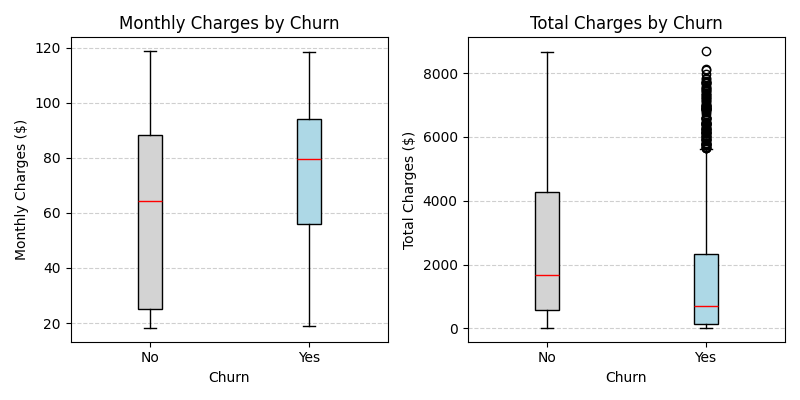 Monthly Charges by Churn
Monthly Charges ($)
120
100
80
60
40
20
No
Yes
Churn
Total Charges by Churn
Total Charges ($)
8000
6000
4000
2000
0
No
Yes
Churn